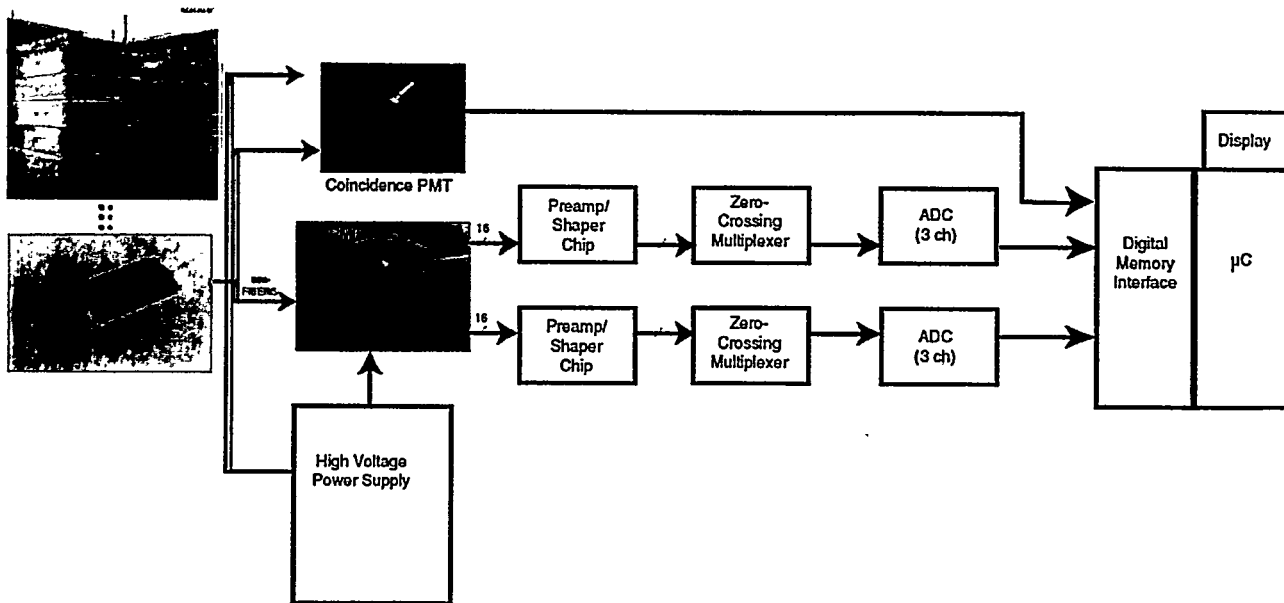 Coincidence PMT
16
Preamp/
Shaper
Chip
Zero-
Crossing
Multiplexer
ADC
(3 ch)
Display
Digital
Memory
Interface
µC
FIBERS
16
Preamp/
Shaper
Chip
Zero-
Crossing
Multiplexer
ADC
(3 ch)
High Voltage
Power Supply